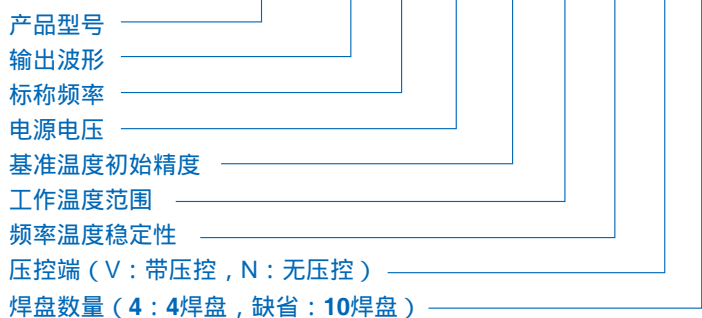 产品型号
输出波形
标称频率
电源电压
基准温度初始精度
工作温度范围
频率温度稳定性
压控端（V：带压控，N：无压控）
焊盘数量（4：4焊盘，缺省：10焊盘）